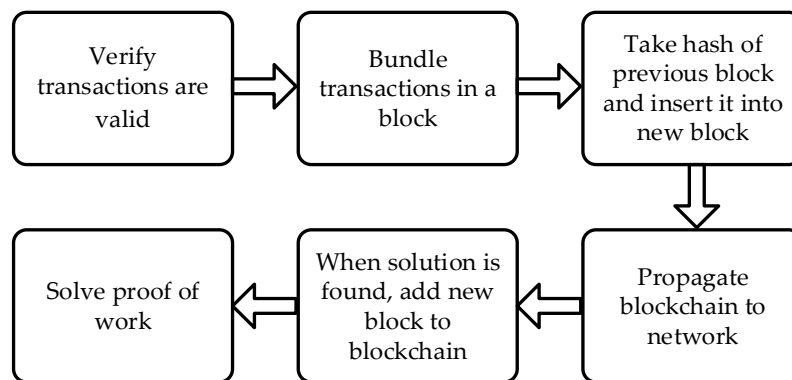 Verify
transactions are
valid
Bundle
transactions in a
block
Take hash of
previous block
and insert it into
new block
Propagate
blockchain to
network
When solution is
found, add new
block to
blockchain
Solve proof of
work